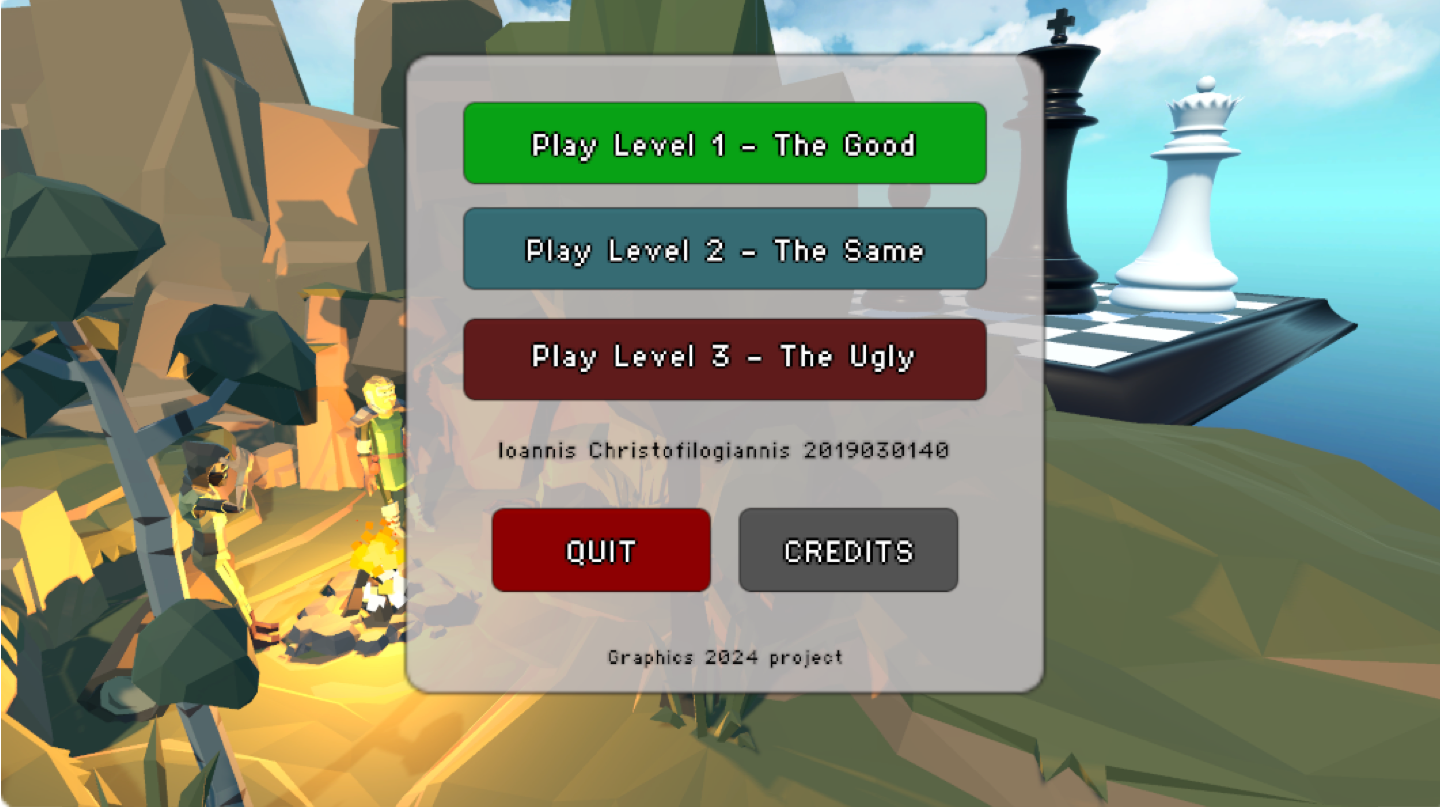 Play Level 1 - The Good
Play Level 2 - The Same
Play Level 3 - The Ugly
Ioannis Christofilogiannis 2019030140
QUIT
CREDITS
Graphics 2024 project